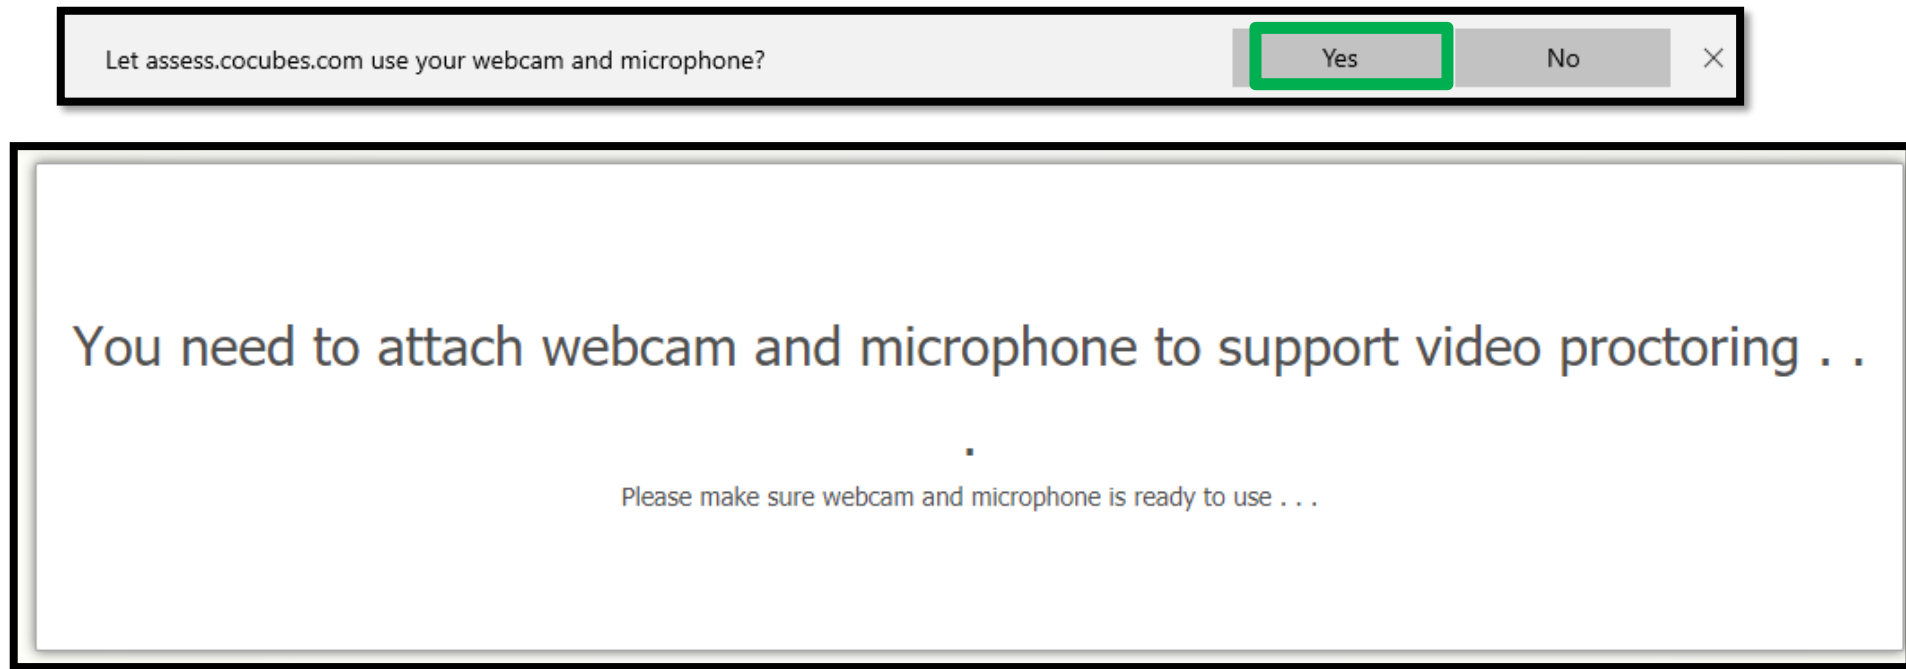 Let assess.cocubes.com use your webcam and microphone? Yes No
You need to attach webcam and microphone to support video proctoring . .
.
Please make sure webcam and microphone is ready to use . . .